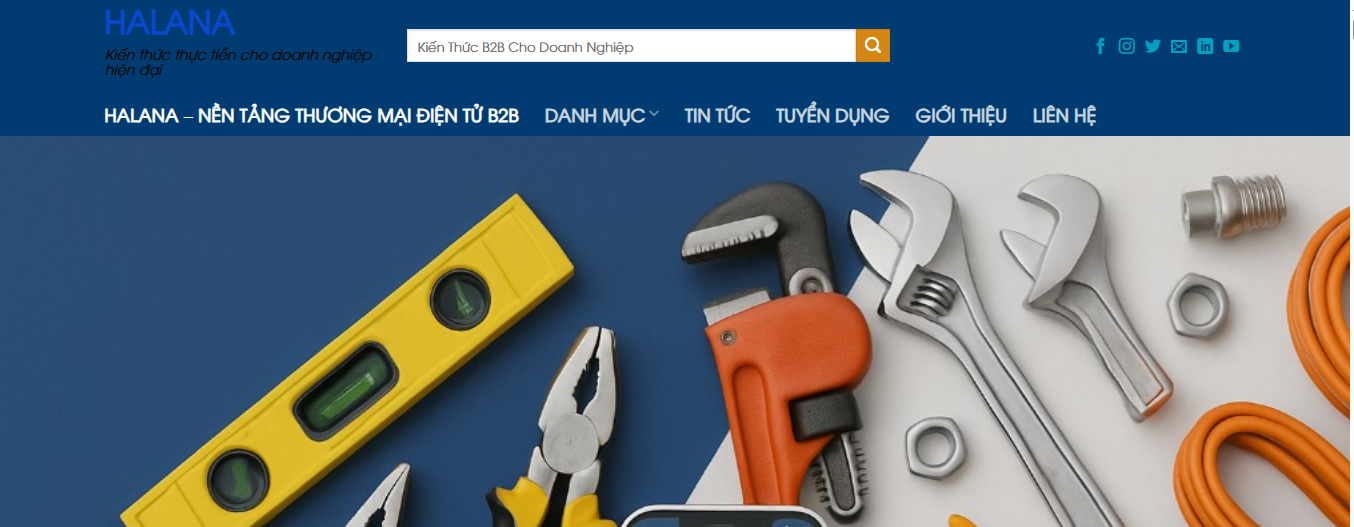 HALANA
Kiến thức thực tiễn cho doanh nghiệp
hiện đại
Kiến Thức B2B Cho Doanh Nghiệp
HALANA – NỀN TẢNG THƯƠNG MẠI ĐIỆN TỬ B2B DANH MỤC TIN TỨC TUYỂN DỤNG GIỚI THIỆU LIÊN HỆ